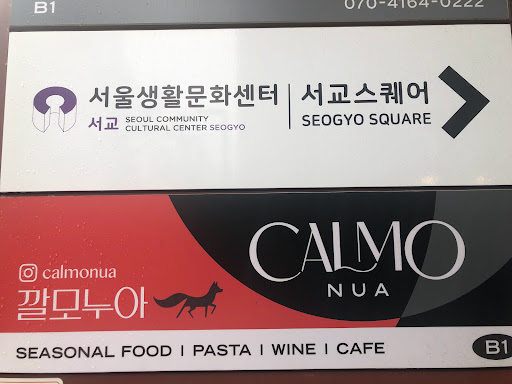 B1
070-4164-0222
서울생활문화센터 | 서교스퀘어
서교 SEOUL COMMUNITY
CULTURAL CENTER SEOGYO
SEOGYO SQUARE
calmonua
깔모누아
CALMO
NUA
SEASONAL FOOD | PASTA | WINE | CAFE
B1